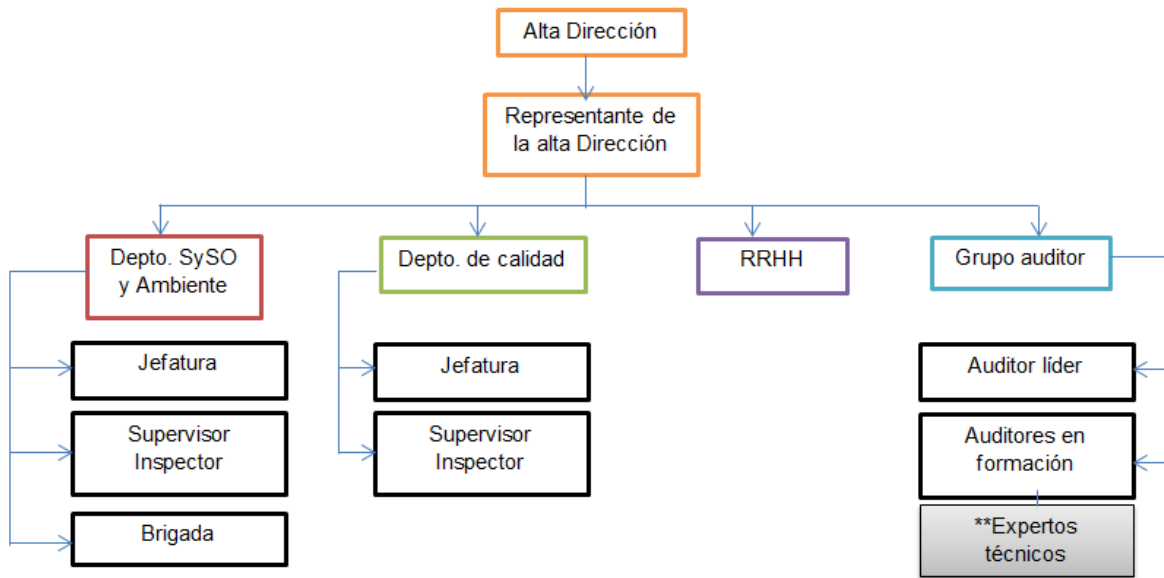 Alta Dirección
Representante de
la alta Dirección
Depto. SySO
y Ambiente
Depto. de calidad
RRHH
Grupo auditor
Jefatura
Jefatura
Auditor líder
Supervisor
Inspector
Supervisor
Inspector
Auditores en
formación
Brigada
**Expertos
técnicos